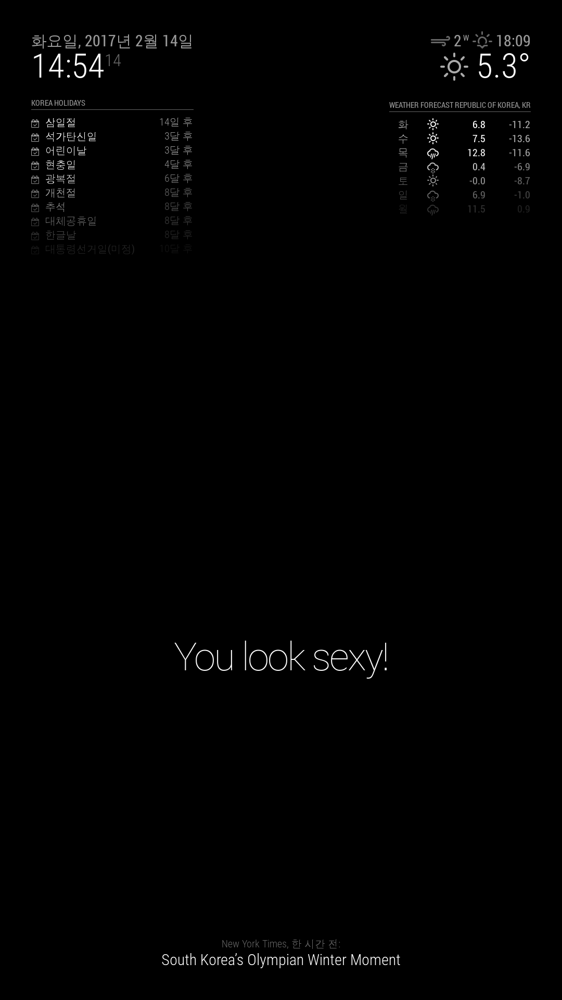 화요일, 2017년 2월 14일
14:54 14
2 W 18:09
5.3°
KOREA HOLIDAYS
삼일절 14일 후
석가탄신일 3달 후
어린이날 3달 후
현충일 4달 후
광복절 6달 후
개천절 8달 후
추석 8달 후
대체공휴일 8달 후
한글날 8달 후
대통령선거일(미정) 10달 후
WEATHER FORECAST REPUBLIC OF KOREA, KR
화 6.8 -11.2
수 7.5 -13.6
목 12.8 -11.6
금 0.4 -6.9
토 -0.0 -8.7
일 6.9 -1.0
월 11.5 0.9
You look sexy!
New York Times, 한 시간 전:
South Korea’s Olympian Winter Moment